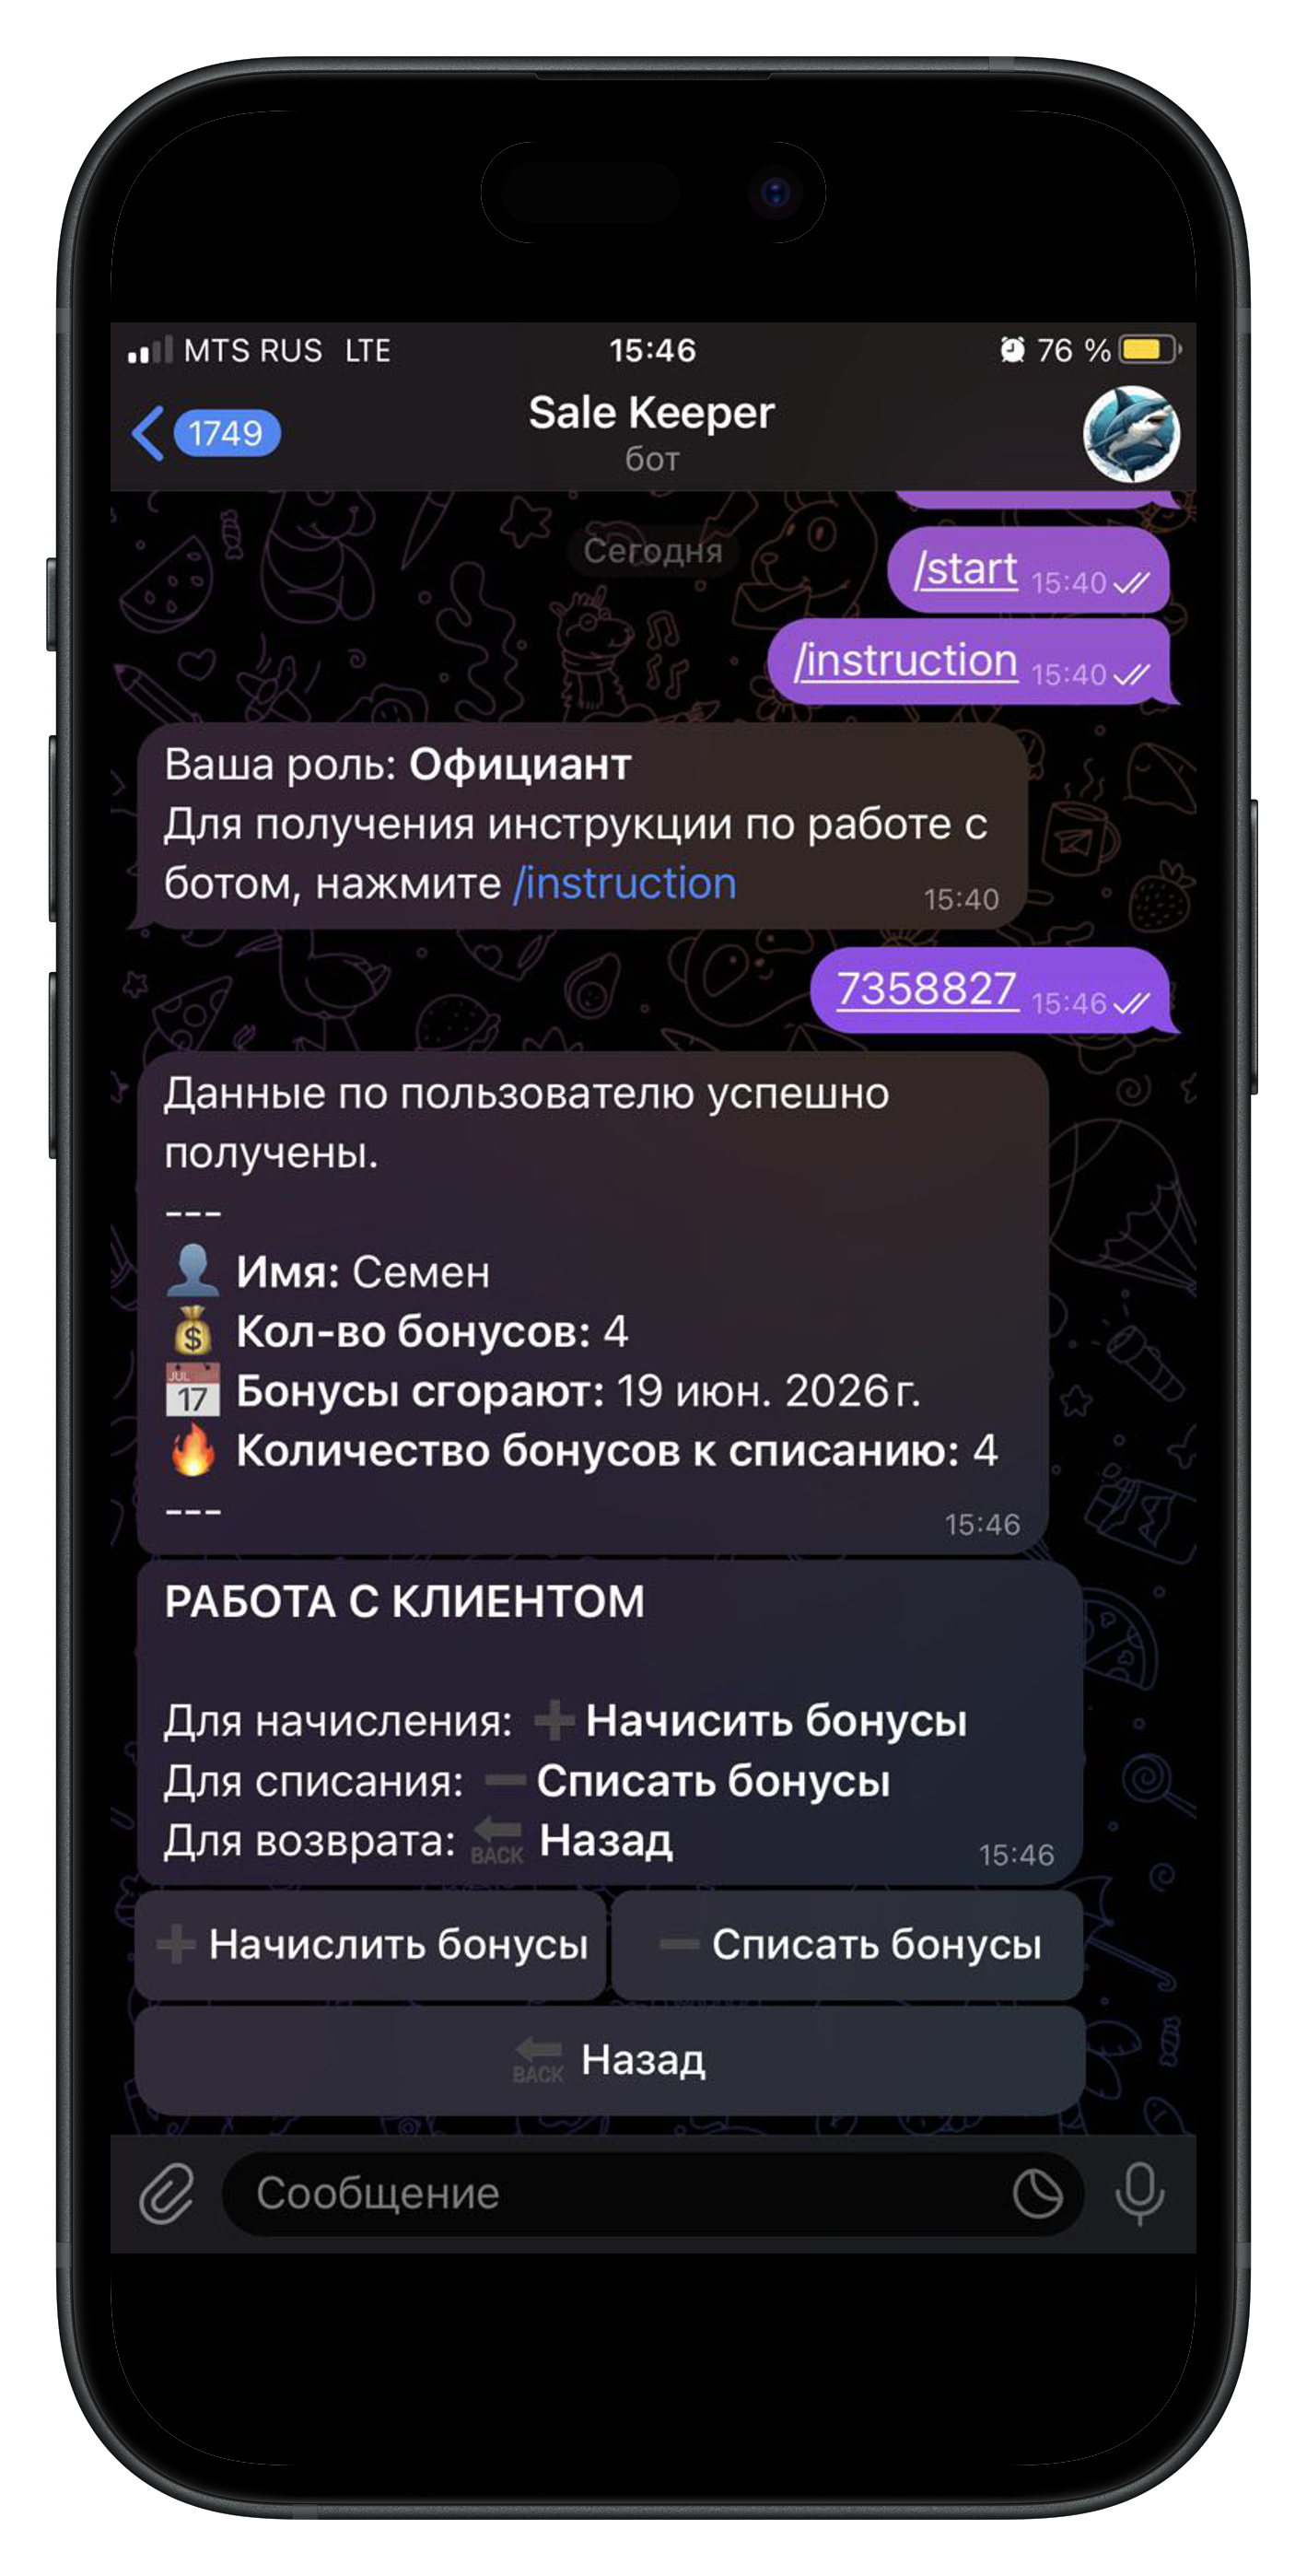 MTS RUS LTE 15:46 76 %
1749 Sale Keeper
бот
Сегодня
/start 15:40
/instruction 15:40
Ваша роль: Официант
Для получения инструкции по работе с
ботом, нажмите /instruction 15:40
7358827 15:46
Данные по пользователю успешно
получены.
---
Имя: Семен
Кол-во бонусов: 4
JUL 17 Бонусы сгорают: 19 июн. 2026 г.
Количество бонусов к списанию: 4
---
15:46
РАБОТА С КЛИЕНТОМ
Для начисления: ➕ Начисить бонусы
Для списания: ➖ Списать бонусы
Для возврата: BACK Назад 15:46
➕ Начислить бонусы ➖ Списать бонусы
BACK Назад
Сообщение